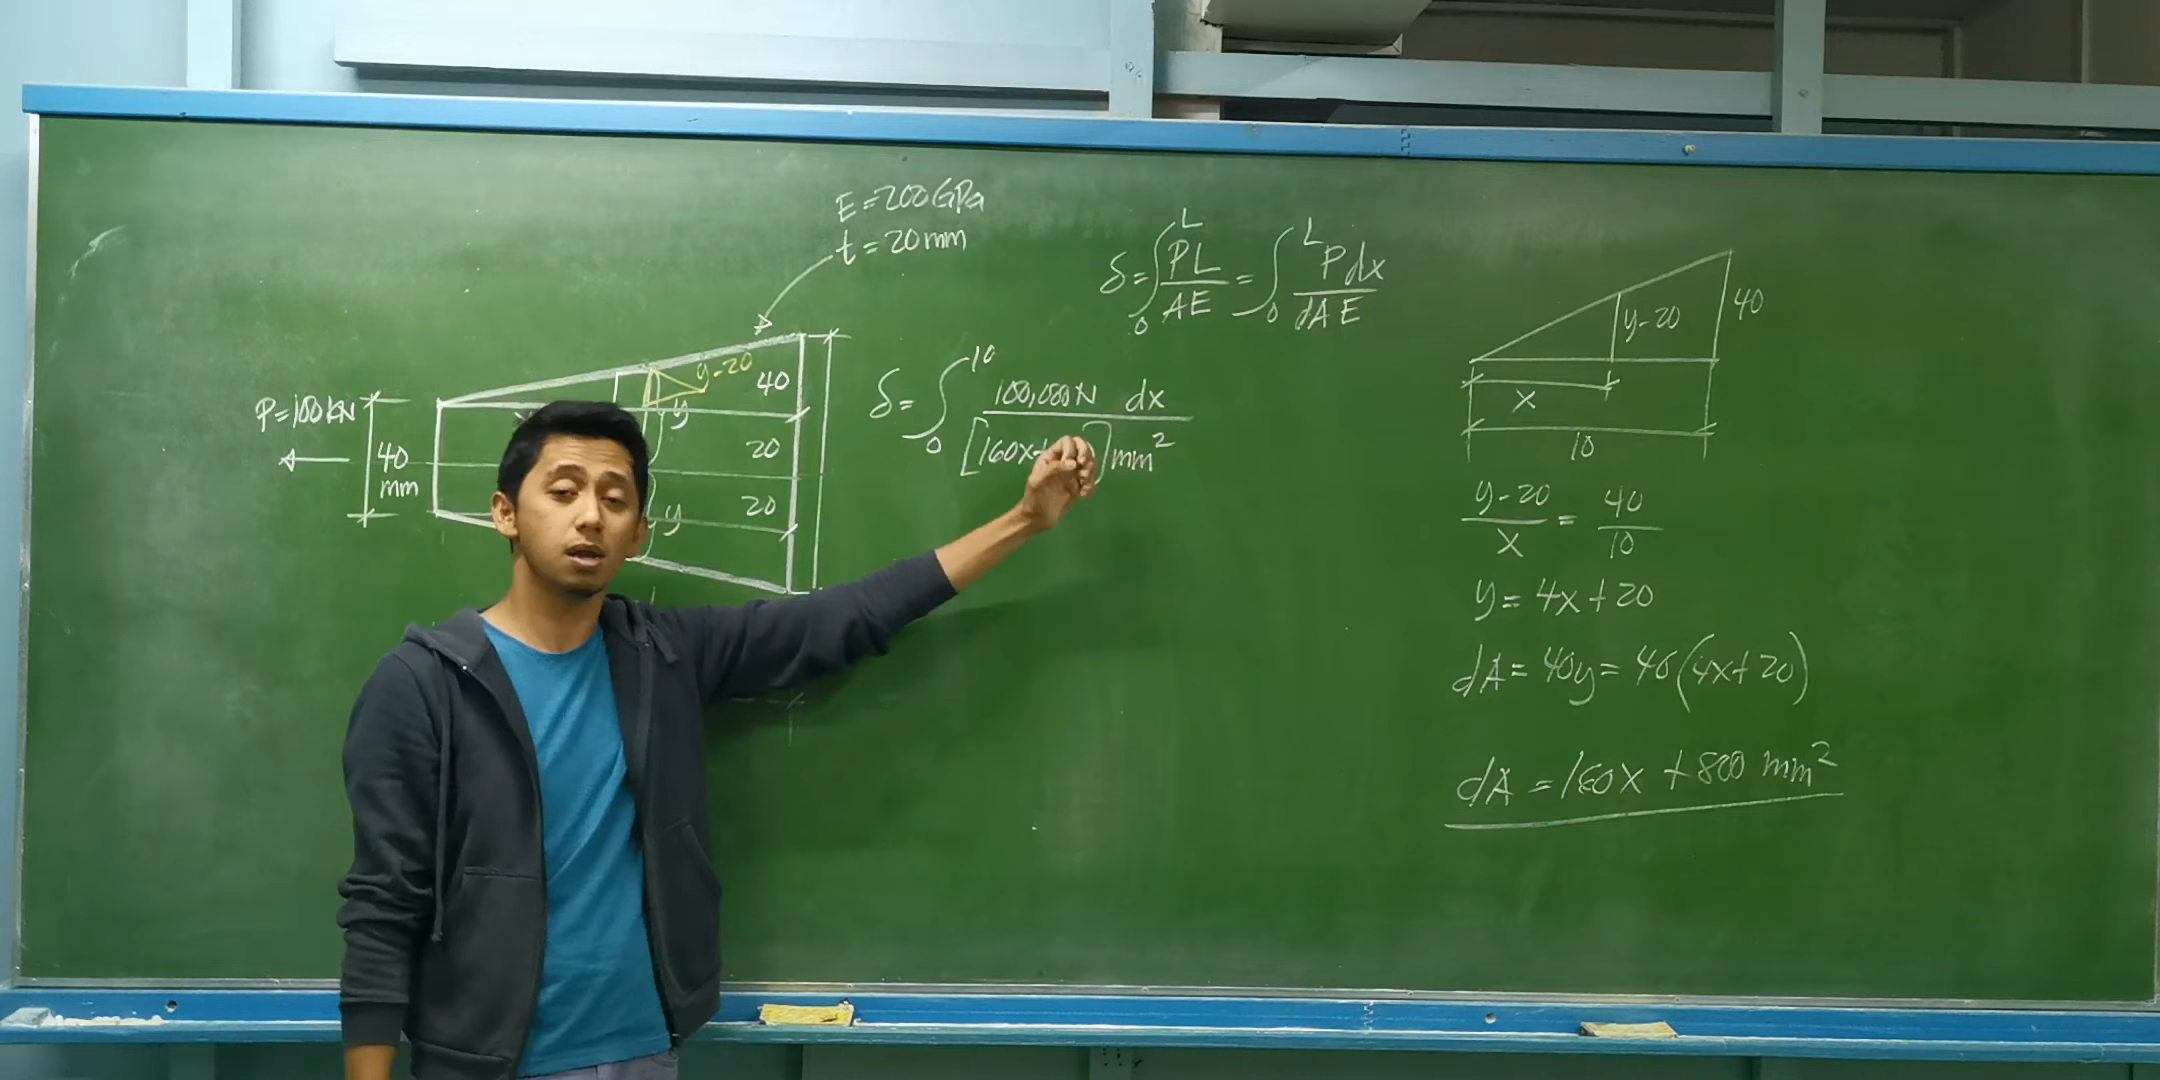 E=200GPa
t=20mm
P=100kN
40
mm
y-20
40
y
20
y
20
δ=∫₀ᴸ PL/AE = ∫₀ᴸ Pdx/dAE
δ=∫₀¹⁰ 100,000N dx
[160x+ ]mm²
y-20
40
x
10
y-20/x = 40/10
y=4x+20
dA=40y=40(4x+20)
dA=160x+800 mm²